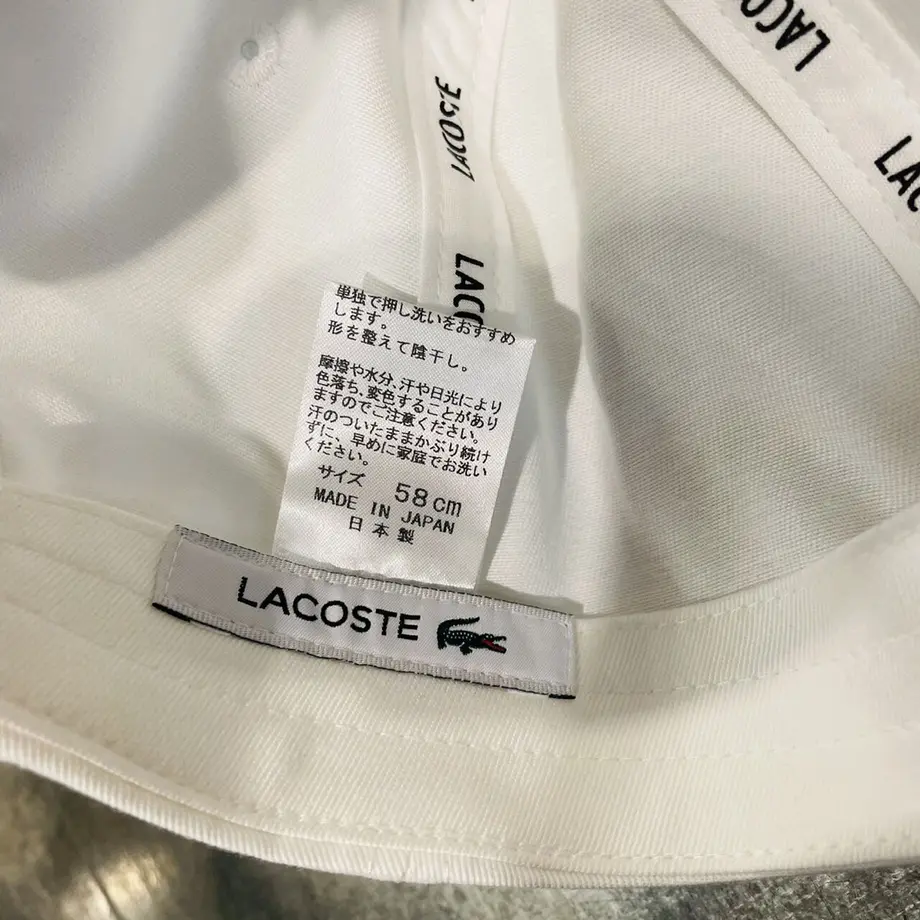 LACO
LACOSTE
LAC
LACO
単独で押し洗いをおすすめ
します。
形を整えて陰干し。
摩擦や水分、汗や日光により
色落ち、変色することがあり
ますのでご注意ください。
汗のついたままかぶり続け
ずに、早めに家庭でお洗い
ください。
サイズ 58cm
MADE IN JAPAN
日本製
LACOSTE